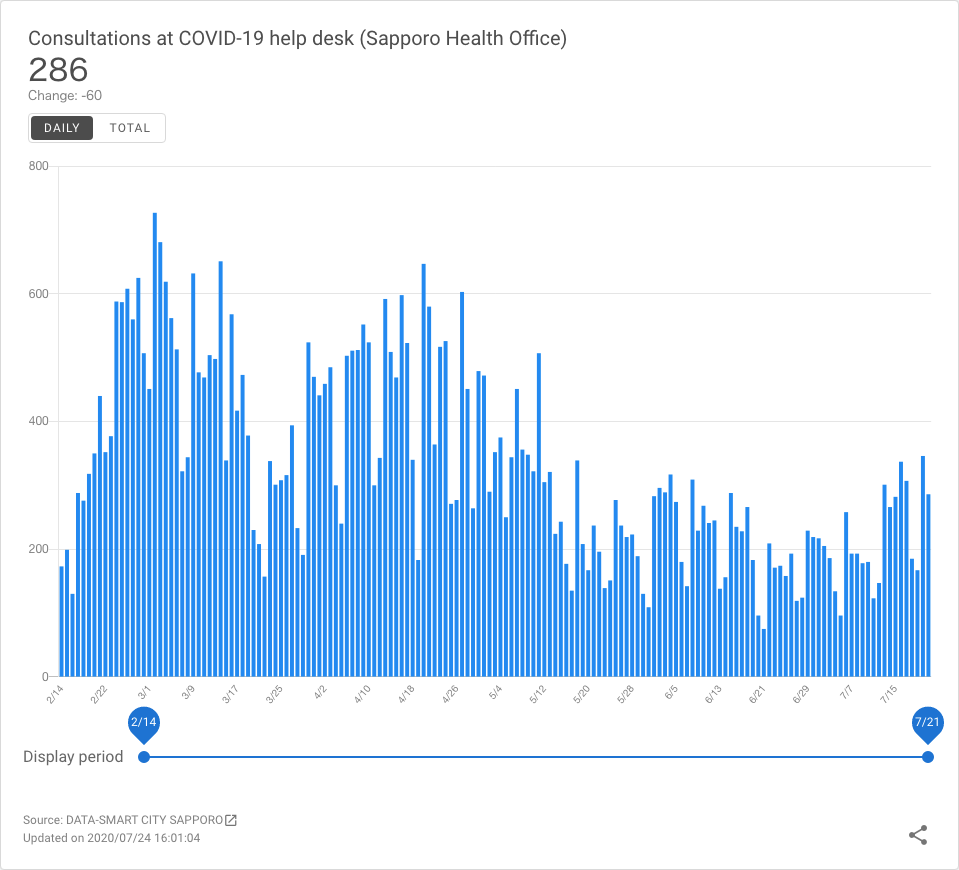 Consultations at COVID-19 help desk (Sapporo Health Office)
286
Change: -60
DAILY TOTAL
800
600
400
200
0
2/14 2/22 3/1 3/9 3/17 3/25 4/2 4/10 4/18 4/26 5/4 5/12 5/20 5/28 6/5 6/13 6/21 6/29 7/7 7/15
2/14 7/21
Display period
Source: DATA-SMART CITY SAPPORO
Updated on 2020/07/24 16:01:04